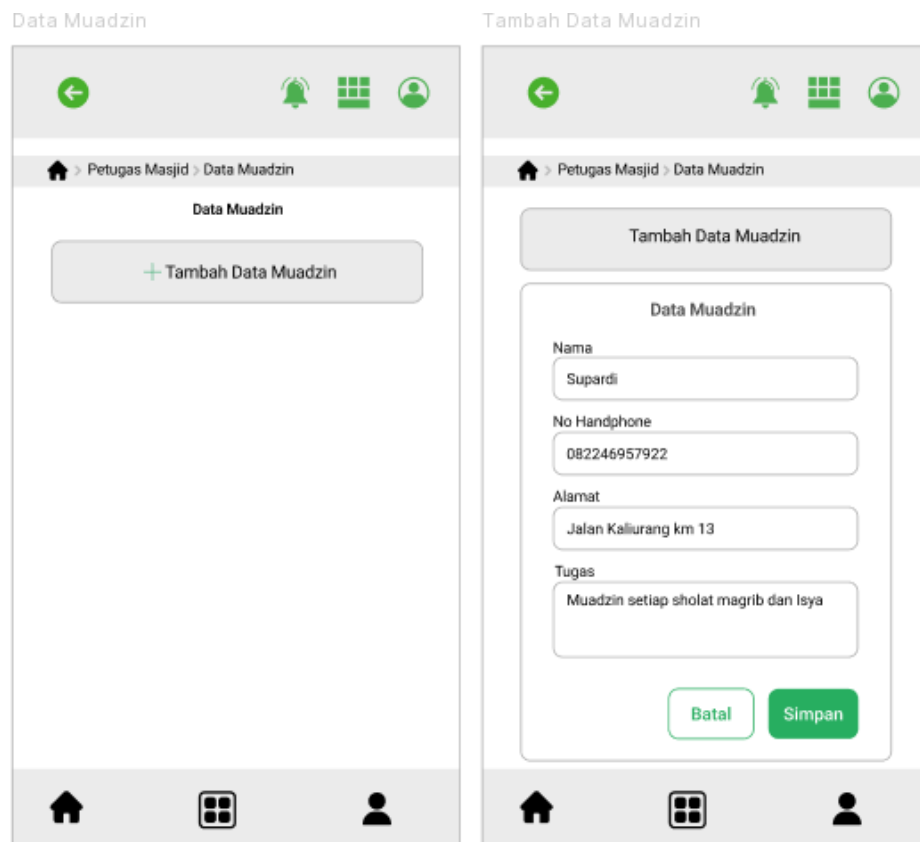 Data Muadzin
Petugas Masjid > Data Muadzin
Data Muadzin
+ Tambah Data Muadzin
Tambah Data Muadzin
Petugas Masjid > Data Muadzin
Tambah Data Muadzin
Data Muadzin
Nama
Supardi
No Handphone
082246957922
Alamat
Jalan Kaliurang km 13
Tugas
Muadzin setiap sholat magrib dan Isya
Batal
Simpan